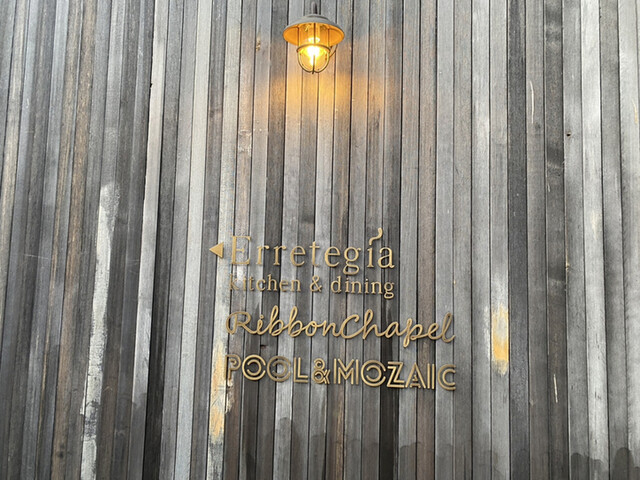 Erretegia
kitchen & dining
RibbonChapel
POOL&MOZAIC